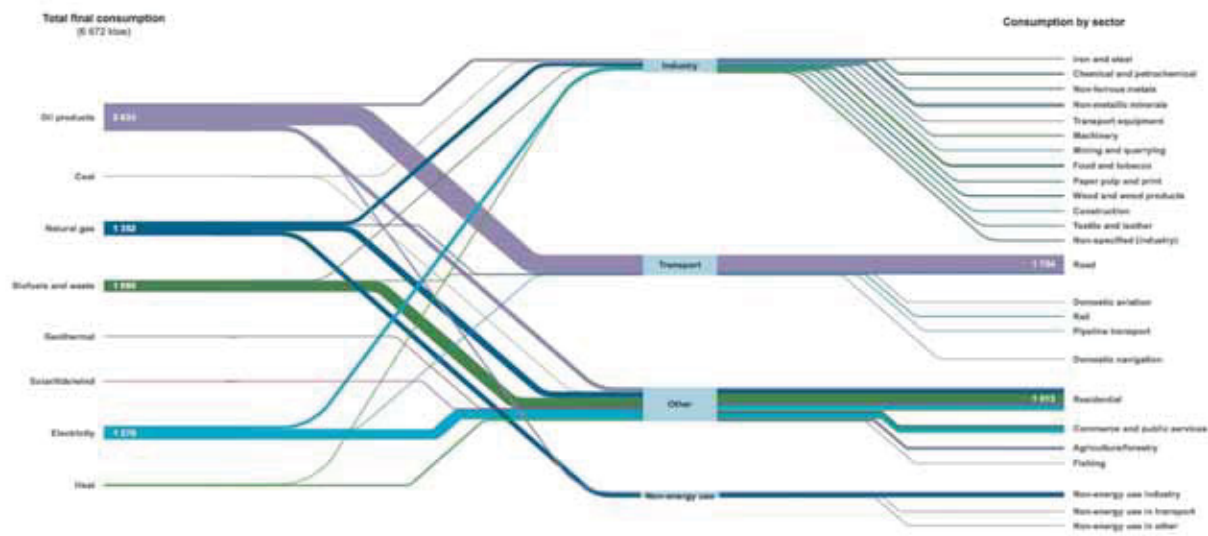 Total final consumption
Consumption by sector
Oil products
Coal
Natural gas
Biofuels and waste
Geothermal
Solar/tide/wind
Electricity
Heat
Industry
Transport
Other
Non-energy use
Iron and steel
Chemical and petrochemical
Non-ferrous metals
Non-metallic minerals
Transport equipment
Machinery
Mining and quarrying
Food and tobacco
Paper pulp and print
Wood and wood products
Construction
Textile and leather
Non-specified (industry)
Road
Domestic aviation
Rail
Pipeline transport
Domestic navigation
Residential
Commerce and public services
Agriculture/forestry
Fishing
Non-energy use industry
Non-energy use in transport
Non-energy use in other